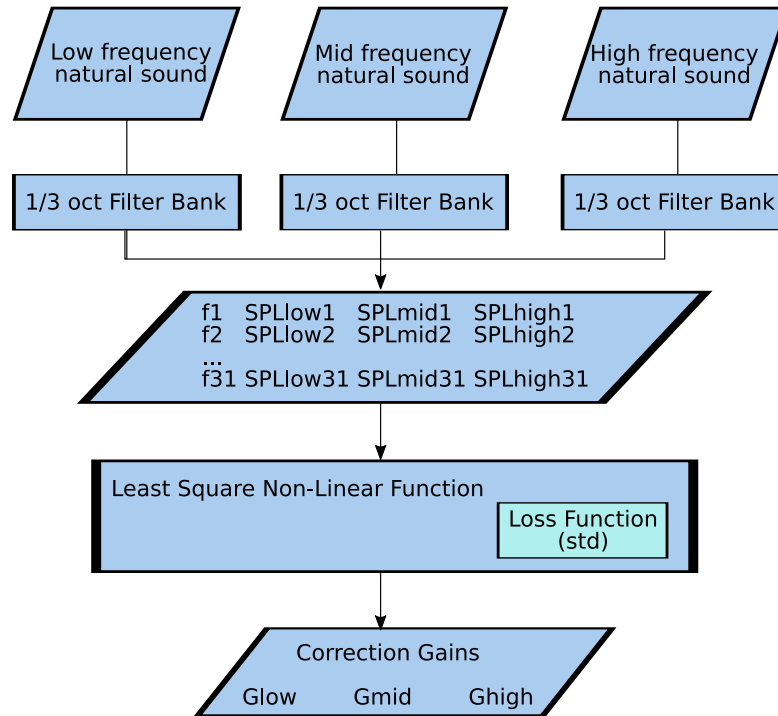 Low frequency
natural sound
Mid frequency
natural sound
High frequency
natural sound
1/3 oct Filter Bank
1/3 oct Filter Bank
1/3 oct Filter Bank
f1 SPLlow1 SPLmid1 SPLhigh1
f2 SPLlow2 SPLmid2 SPLhigh2
...
f31 SPLlow31 SPLmid31 SPLhigh31
Least Square Non-Linear Function
Loss Function
(std)
Correction Gains
Glow Gmid Ghigh